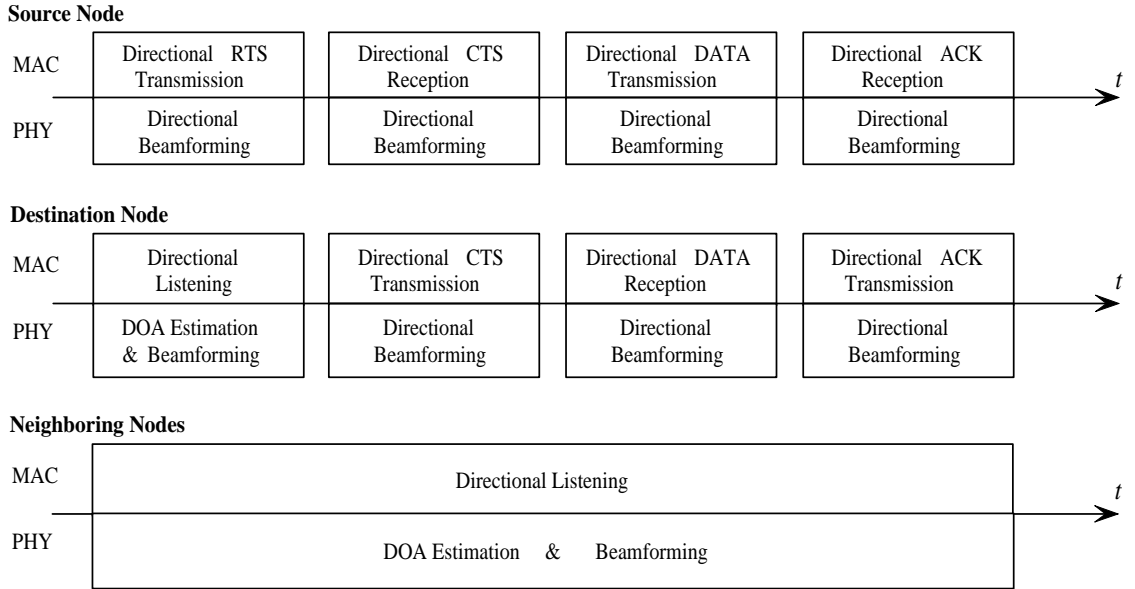 Source Node
MAC
Directional RTS
Transmission
Directional CTS
Reception
Directional DATA
Transmission
Directional ACK
Reception
t
PHY
Directional
Beamforming
Directional
Beamforming
Directional
Beamforming
Directional
Beamforming
Destination Node
MAC
Directional
Listening
Directional CTS
Transmission
Directional DATA
Reception
Directional ACK
Transmission
t
PHY
DOA Estimation
& Beamforming
Directional
Beamforming
Directional
Beamforming
Directional
Beamforming
Neighboring Nodes
MAC
Directional Listening
t
PHY
DOA Estimation & Beamforming